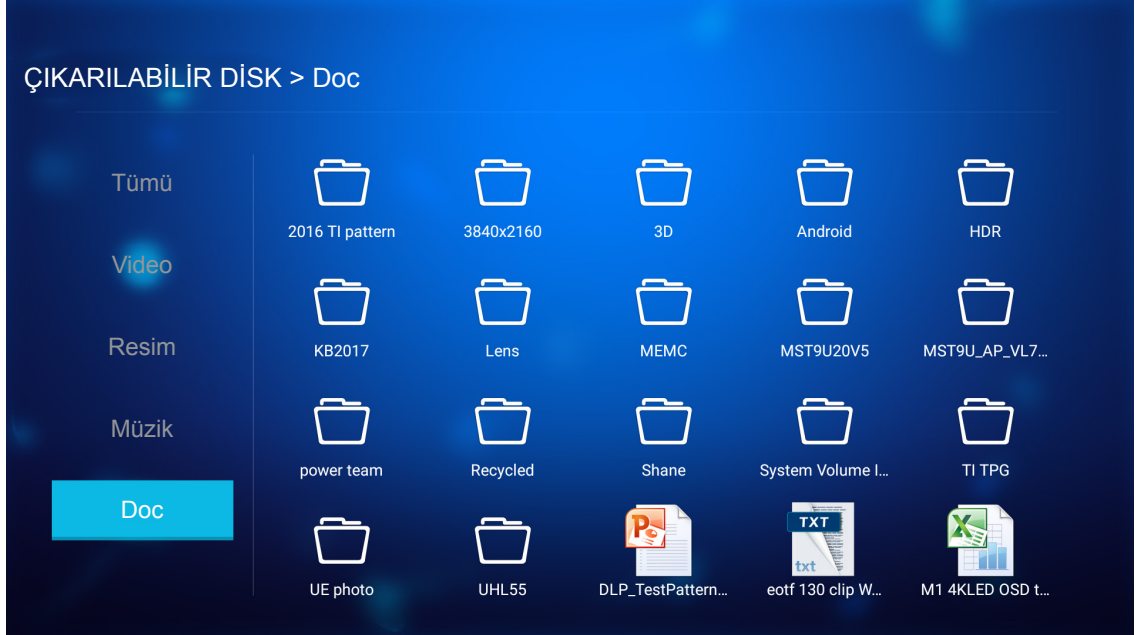 ÇIKARILABİLİR DİSK > Doc
Tümü
Video
Resim
Müzik
Doc
2016 TI pattern
3840x2160
3D
Android
HDR
KB2017
Lens
MEMC
MST9U20V5
MST9U_AP_VL7...
power team
Recycled
Shane
System Volume I...
TI TPG
UE photo
UHL55
DLP_TestPattern...
TXT
txt
eotf 130 clip W...
M1 4KLED OSD t...